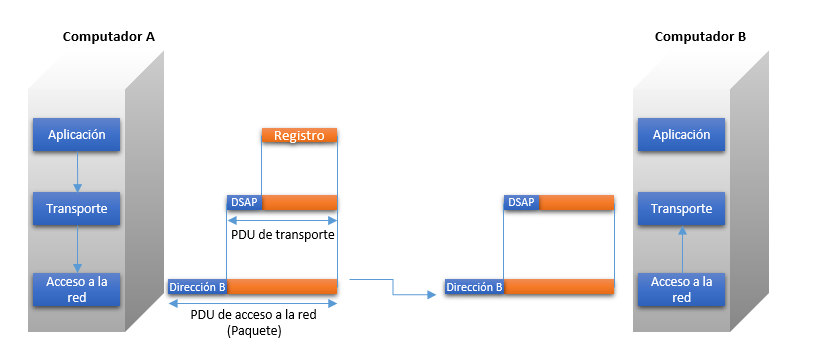 Computador A
Computador B
Aplicación
Registro
Aplicación
Transporte
DSAP
DSAP
Transporte
PDU de transporte
Acceso a la
red
Dirección B
Dirección B
Acceso a la
red
PDU de acceso a la red
(Paquete)